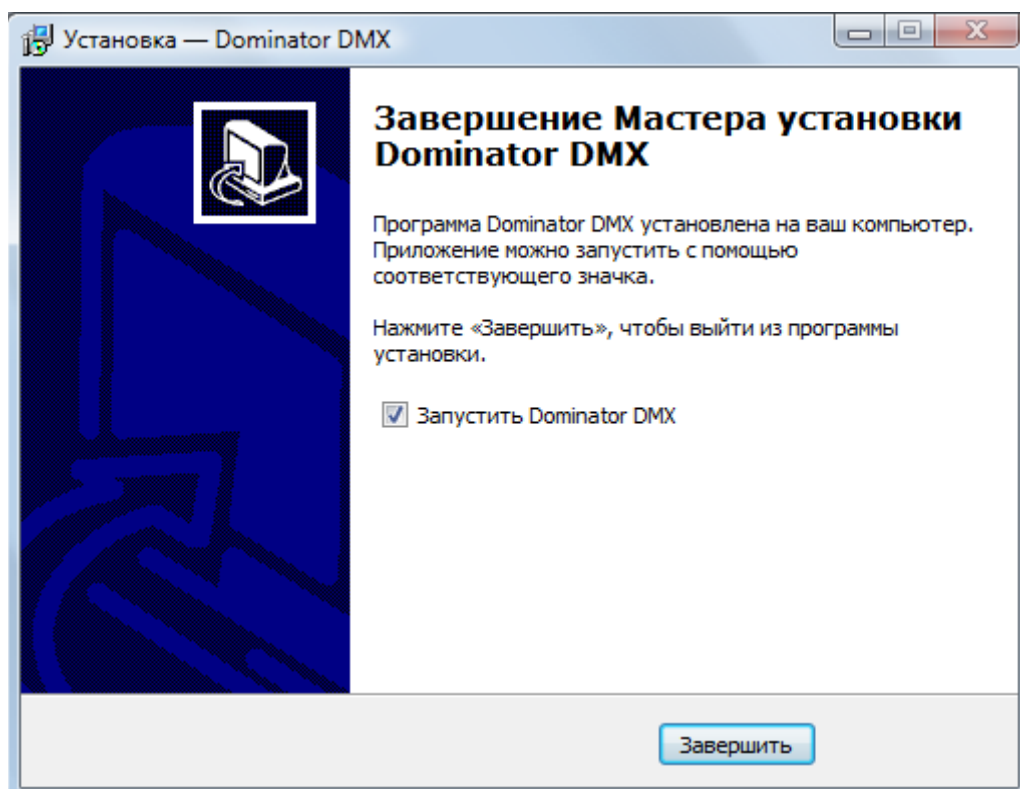 Установка — Dominator DMX
Завершение Мастера установки
Dominator DMX
Программа Dominator DMX установлена на ваш компьютер.
Приложение можно запустить с помощью
соответствующего значка.
Нажмите «Завершить», чтобы выйти из программы
установки.
Запустить Dominator DMX
Завершить